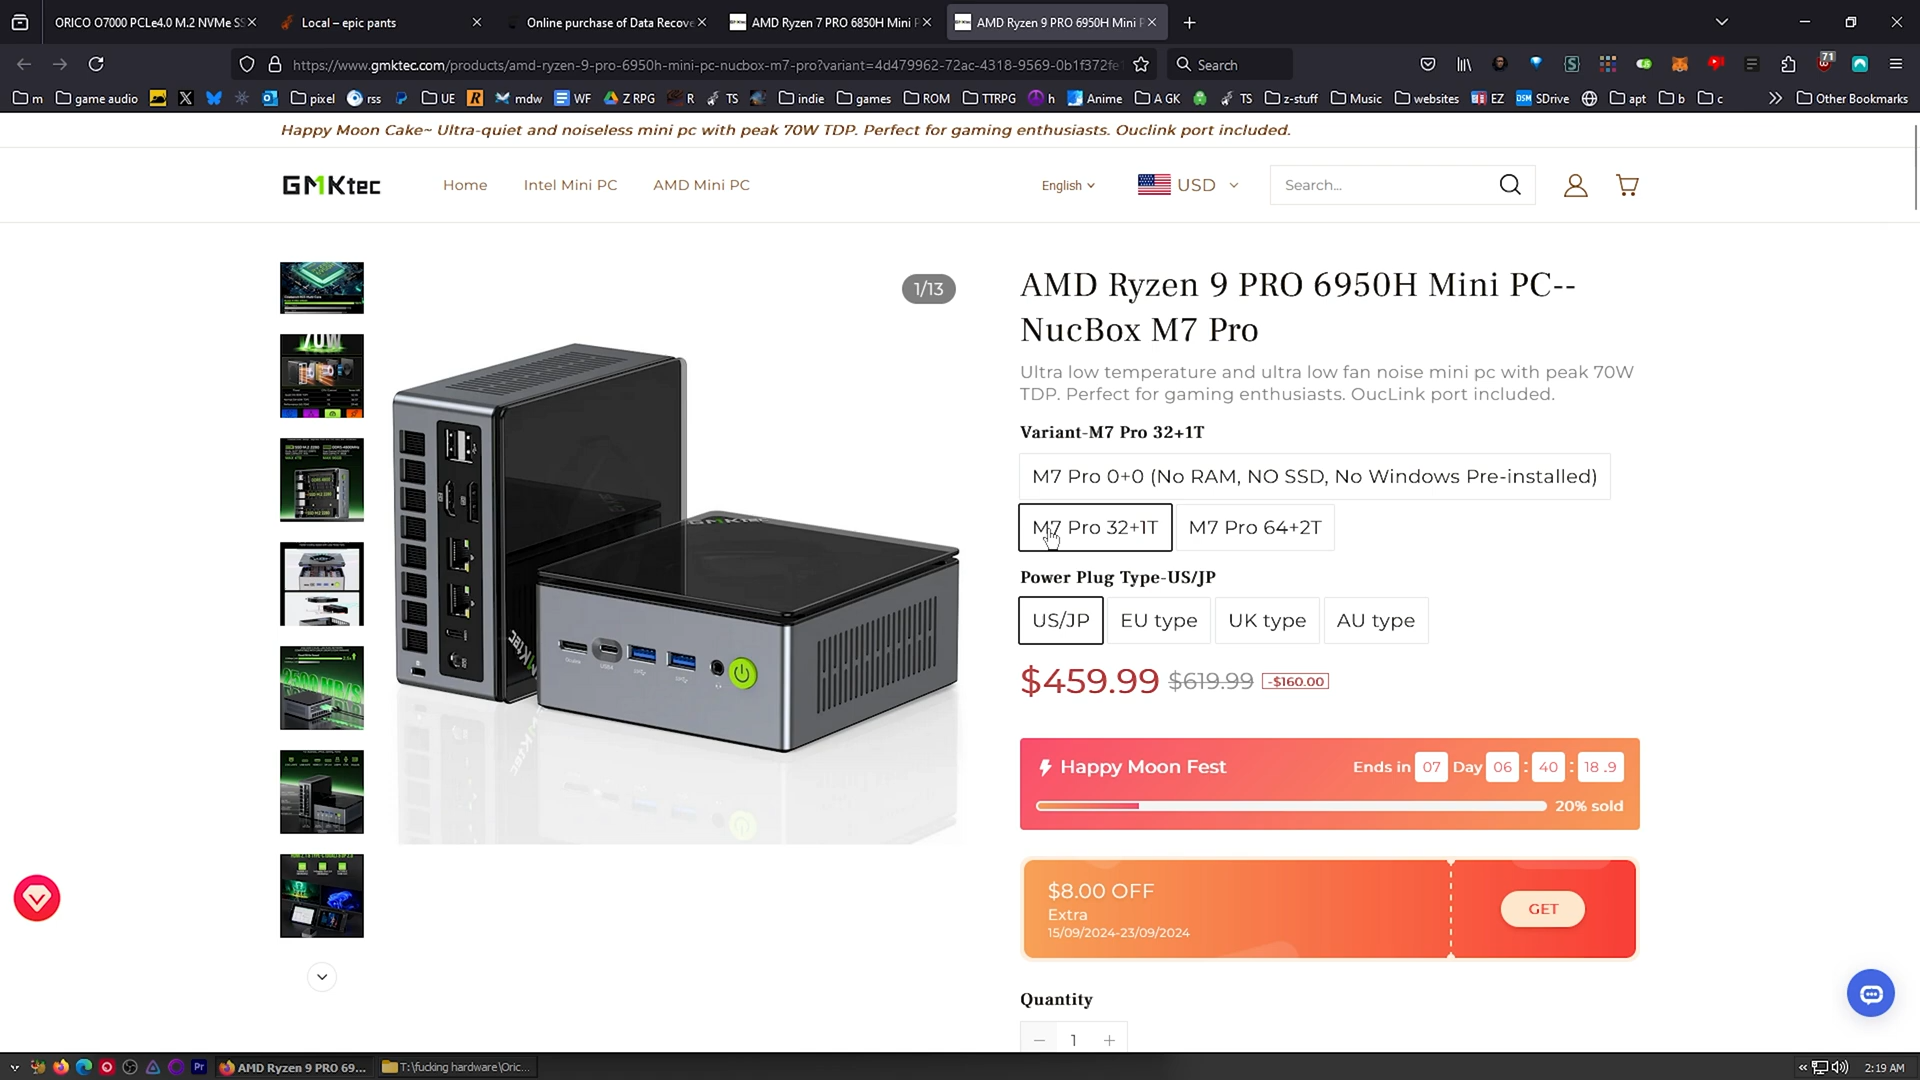 ORICO O7000 PCLe4.0 M.2 NVMe SS
Local – epic pants
Online purchase of Data Recove
AMD Ryzen 7 PRO 6850H Mini P
AMD Ryzen 9 PRO 6950H Mini P
https://www.gmktec.com/products/amd-ryzen-9-pro-6950h-mini-pc-nucbox-m7-pro?variant=4d479962-72ac-4318-9569-0b1f372fe
Search
71
m
game audio
pixel
rss
UE
mdw
WF
Z RPG
R
TS
indie
games
ROM
TTRPG
h
Anime
A GK
TS
z-stuff
Music
websites
EZ
SDrive
apt
b
c
Other Bookmarks
Happy Moon Cake~ Ultra-quiet and noiseless mini pc with peak 70W TDP. Perfect for gaming enthusiasts. Ouclink port included.
GMKtec
Home
Intel Mini PC
AMD Mini PC
English
USD
Search...
1/13
70W
AMD Ryzen 9 PRO 6950H Mini PC--
NucBox M7 Pro
Ultra low temperature and ultra low fan noise mini pc with peak 70W
TDP. Perfect for gaming enthusiasts. OucLink port included.
Variant-M7 Pro 32+1T
M7 Pro 0+0 (No RAM, NO SSD, No Windows Pre-installed)
M7 Pro 32+1T
M7 Pro 64+2T
Power Plug Type-US/JP
US/JP
EU type
UK type
AU type
$459.99 $619.99 -$160.00
Happy Moon Fest
Ends in 07 Day 06 : 40 : 18 .9
20% sold
$8.00 OFF
Extra
15/09/2024-23/09/2024
GET
Quantity
1
AMD Ryzen 9 PRO 69...
T:\fucking hardware\Oric...
2:19 AM